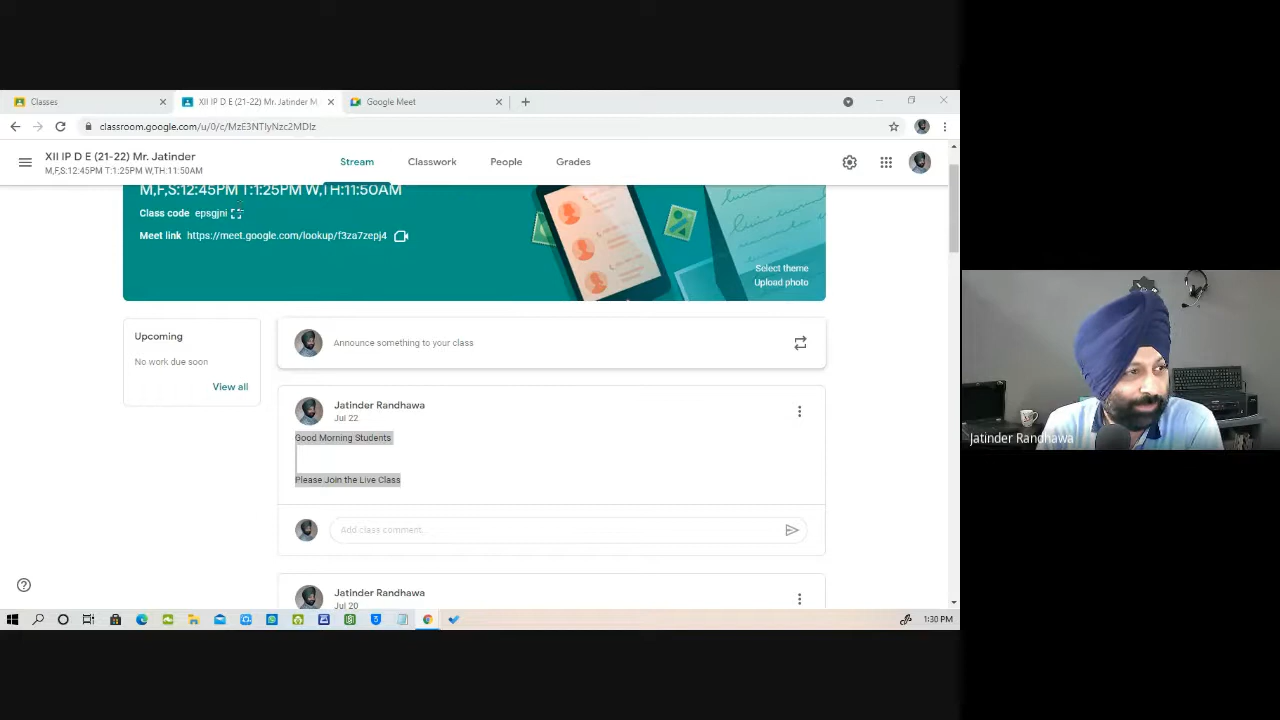 Classes
XII IP D E (21-22) Mr. Jatinder M,
Google Meet
classroom.google.com/u/0/c/MzE3NTIyNzc2MDIz
XII IP D E (21-22) Mr. Jatinder
M,F,S:12:45PM T:1:25PM W,TH:11:50AM
Stream
Classwork
People
Grades
M,F,S:12:45PM T:1:25PM W,TH:11:50AM
Class code epsgjni
Meet link https://meet.google.com/lookup/f3za7zepj4
Select theme
Upload photo
Upcoming
No work due soon
View all
Announce something to your class
Jatinder Randhawa
Jul 22
Good Morning Students
Please Join the Live Class
Add class comment...
Jatinder Randhawa
Jul 20
1:30 PM
Jatinder Randhawa